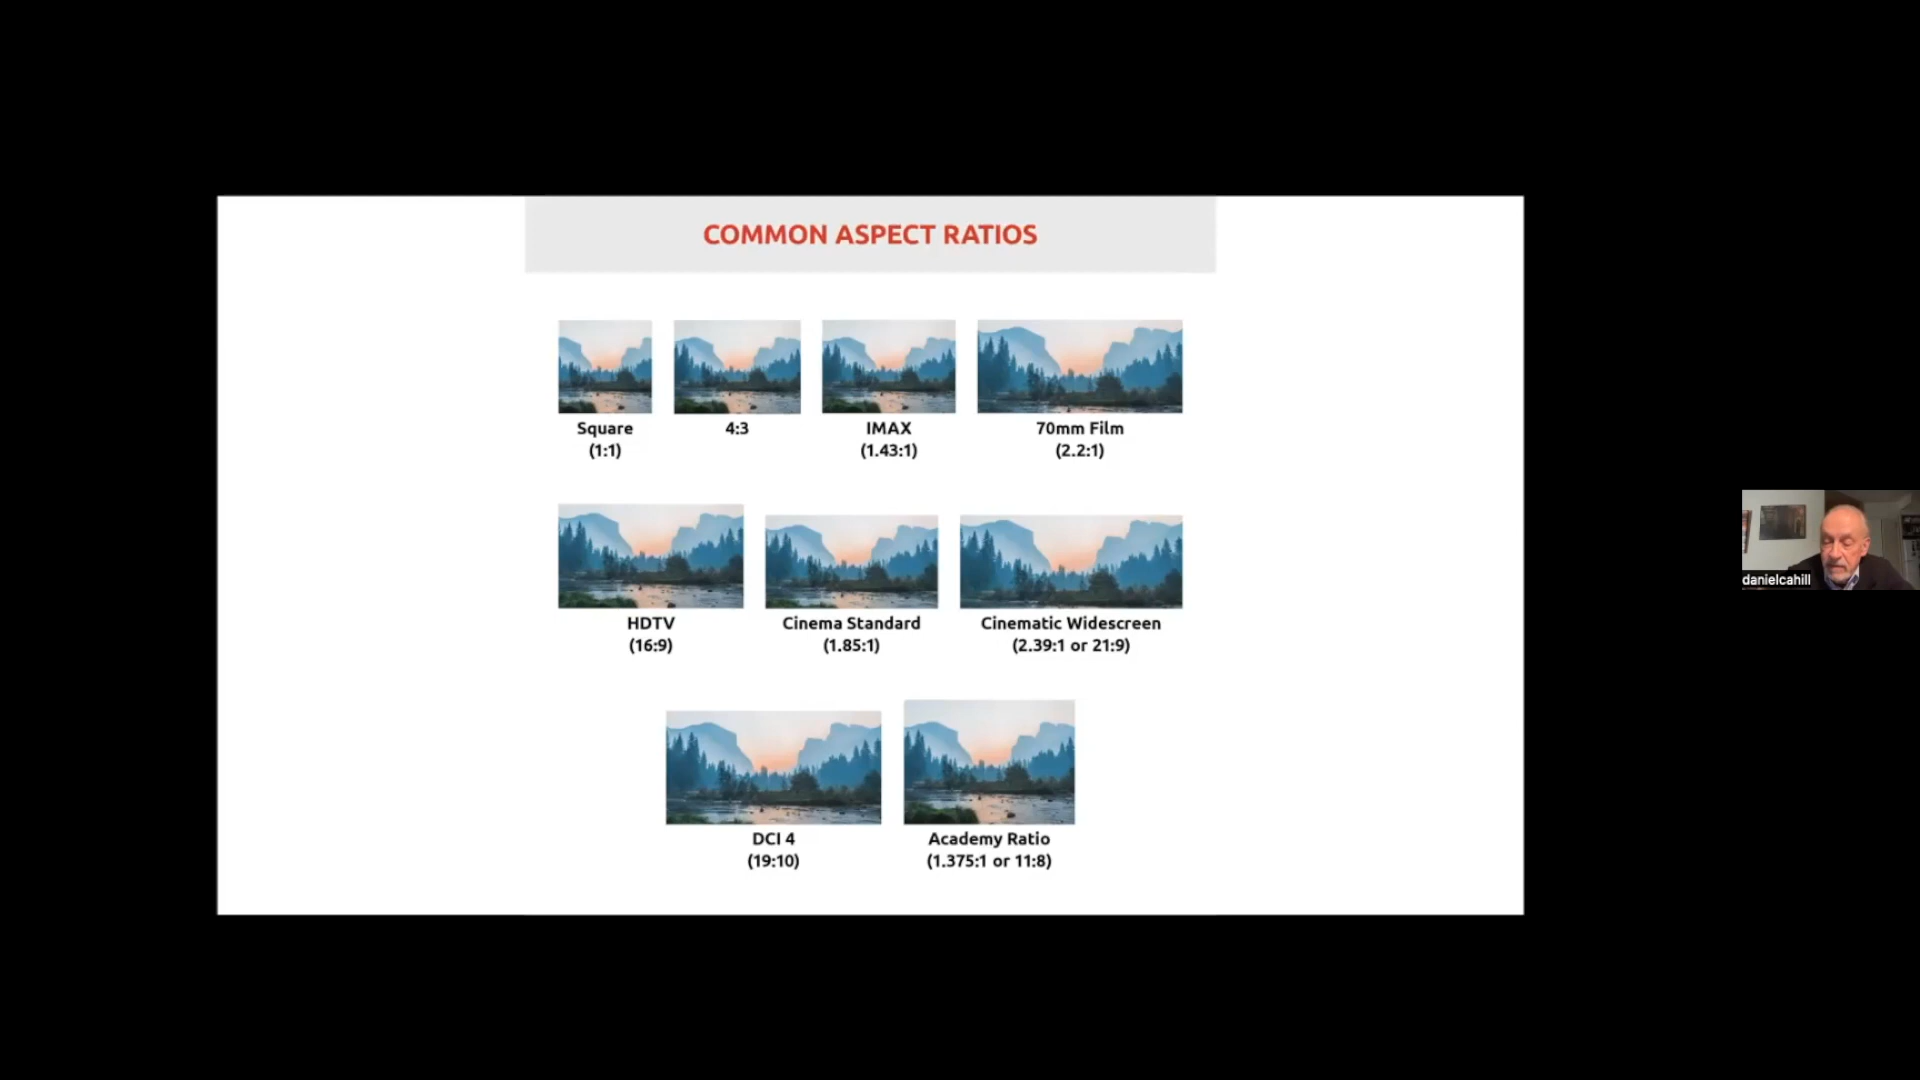 COMMON ASPECT RATIOS
Square
(1:1)
4:3
IMAX
(1.43:1)
70mm Film
(2.2:1)
HDTV
(16:9)
Cinema Standard
(1.85:1)
Cinematic Widescreen
(2.39:1 or 21:9)
DCI 4
(19:10)
Academy Ratio
(1.375:1 or 11:8)
danielcahill